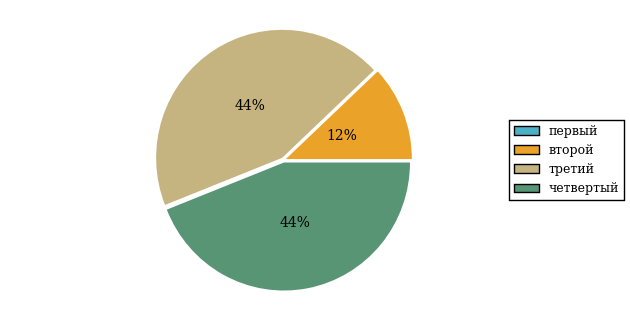 44%
12%
44%
первый
второй
третий
четвертый